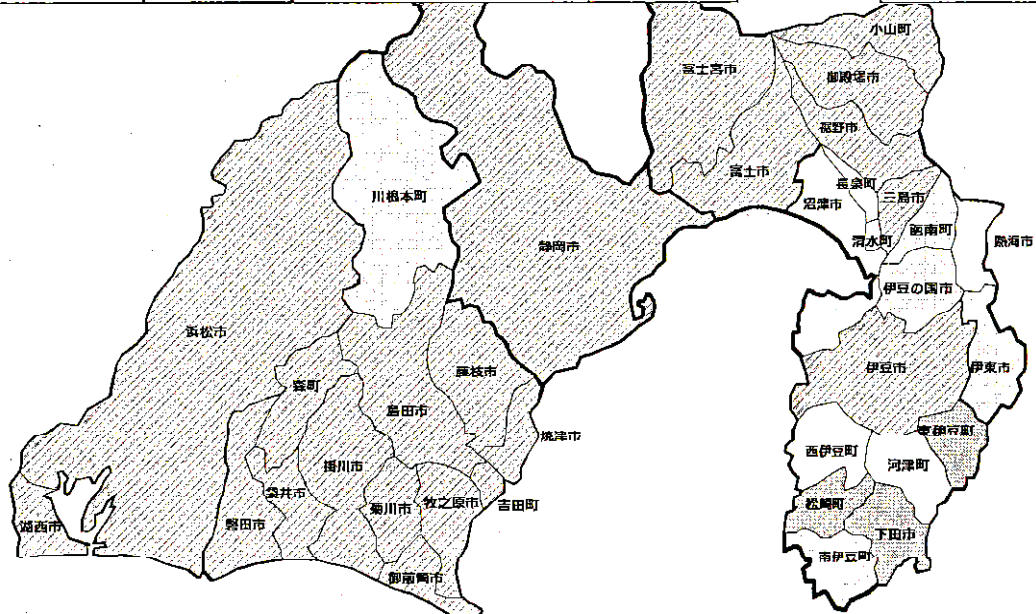 小山町
富士宮市
御殿場市
裾野市
富士市
長泉町
川根本町
三島市
沼津市
函南町
清水町
熱海市
静岡市
伊豆の国市
浜松市
藤枝市
伊豆市
伊東市
森町
島田市
東伊豆町
焼津市
西伊豆町
掛川市
河津町
袋井市
牧之原市
吉田町
松崎町
菊川市
湖西市
磐田市
下田市
南伊豆町
御前崎市